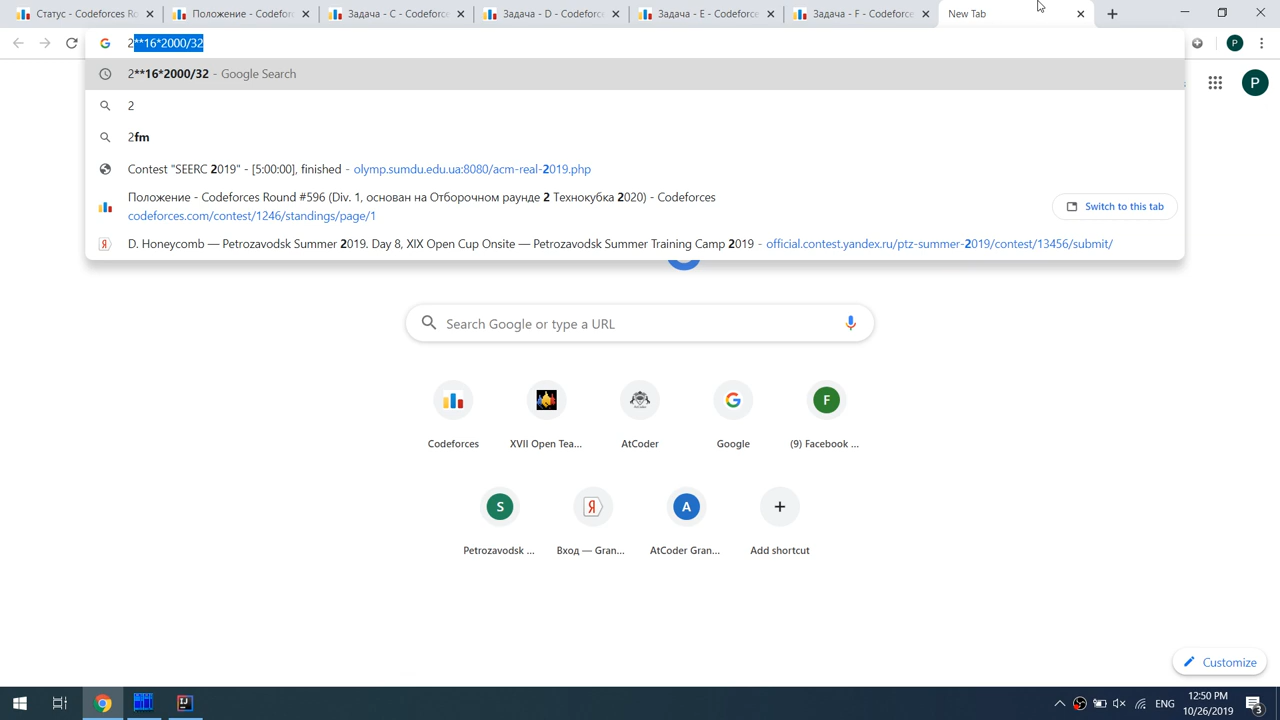 Статус - Codeforces Ro
Положение - Codeforc
Задача - C - Codeforce
Задача - D - Codeforc
Задача - E - Codeforce
Задача - F - Codeforce
New Tab
2**16*2000/32
P
2**16*2000/32 - Google Search
2
2fm
Contest "SEERC 2019" - [5:00:00], finished - olymp.sumdu.edu.ua:8080/acm-real-2019.php
Положение - Codeforces Round #596 (Div. 1, основан на Отборочном раунде 2 Технокубка 2020) - Codeforces
codeforces.com/contest/1246/standings/page/1
Switch to this tab
D. Honeycomb — Petrozavodsk Summer 2019. Day 8, XIX Open Cup Onsite — Petrozavodsk Summer Training Camp 2019 - official.contest.yandex.ru/ptz-summer-2019/contest/13456/submit/
P
Search Google or type a URL
F
Codeforces
XVII Open Tea...
AtCoder
Google
(9) Facebook ...
S
Я
A
Petrozavodsk ...
Вход — Gran...
AtCoder Gran...
Add shortcut
Customize
ENG
12:50 PM
10/26/2019
3